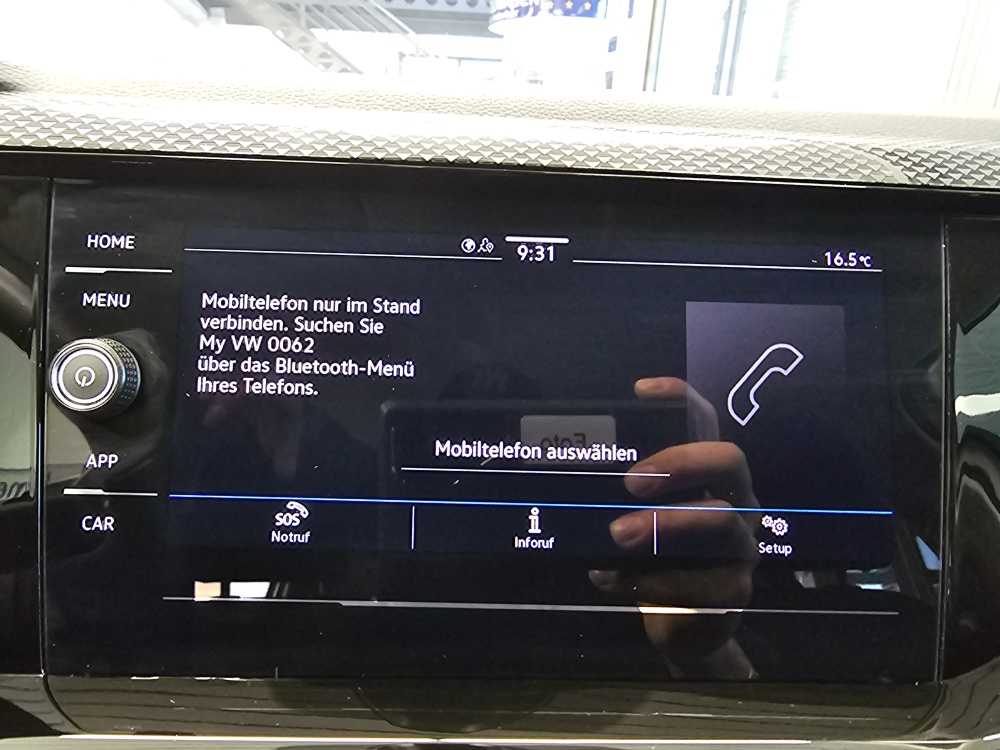 HOME
MENU
APP
CAR
9:31
16.5°C
Mobiltelefon nur im Stand
verbinden. Suchen Sie
My VW 0062
über das Bluetooth-Menü
Ihres Telefons.
Mobiltelefon auswählen
SOS
Notruf
Inforuf
Setup